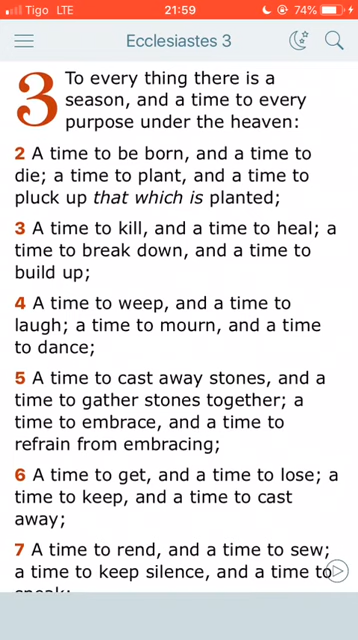 Tigo LTE 21:59 74%
Ecclesiastes 3
3 To every thing there is a
season, and a time to every
purpose under the heaven:
2 A time to be born, and a time to
die; a time to plant, and a time to
pluck up that which is planted;
3 A time to kill, and a time to heal; a
time to break down, and a time to
build up;
4 A time to weep, and a time to
laugh; a time to mourn, and a time
to dance;
5 A time to cast away stones, and a
time to gather stones together; a
time to embrace, and a time to
refrain from embracing;
6 A time to get, and a time to lose; a
time to keep, and a time to cast
away;
7 A time to rend, and a time to sew;
a time to keep silence, and a time to
speak;